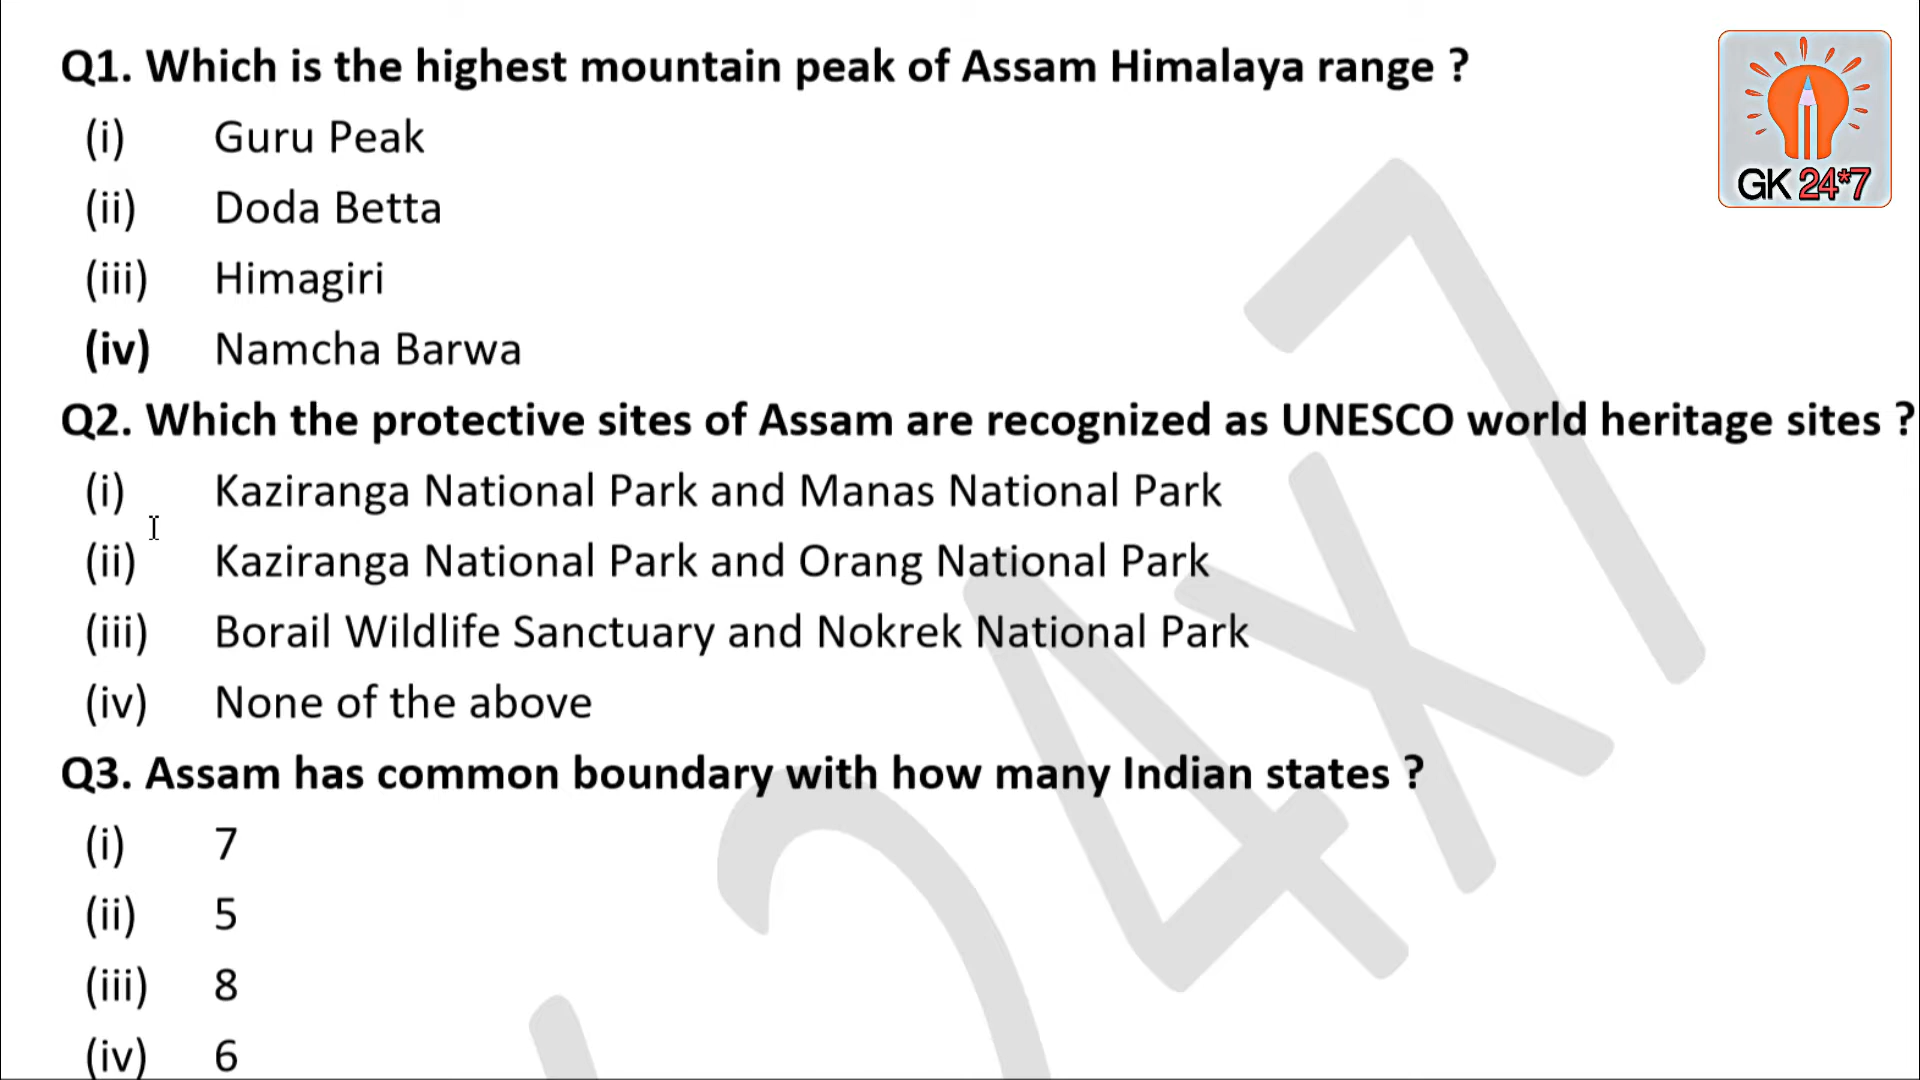 Q1. Which is the highest mountain peak of Assam Himalaya range ?
(i) Guru Peak
(ii) Doda Betta
(iii) Himagiri
(iv) Namcha Barwa
Q2. Which the protective sites of Assam are recognized as UNESCO world heritage sites ?
(i) Kaziranga National Park and Manas National Park
(ii) Kaziranga National Park and Orang National Park
(iii) Borail Wildlife Sanctuary and Nokrek National Park
(iv) None of the above
Q3. Assam has common boundary with how many Indian states ?
(i) 7
(ii) 5
(iii) 8
(iv) 6
GK 24*7
24x7